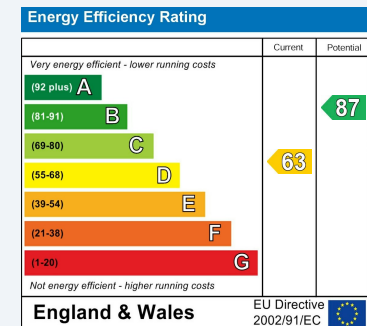 Energy Efficiency Rating
Current Potential
Very energy efficient - lower running costs
(92 plus) A
(81-91) B
87
(69-80) C
63
(55-68) D
(39-54) E
(21-38) F
(1-20) G
Not energy efficient - higher running costs
England & Wales
EU Directive
2002/91/EC